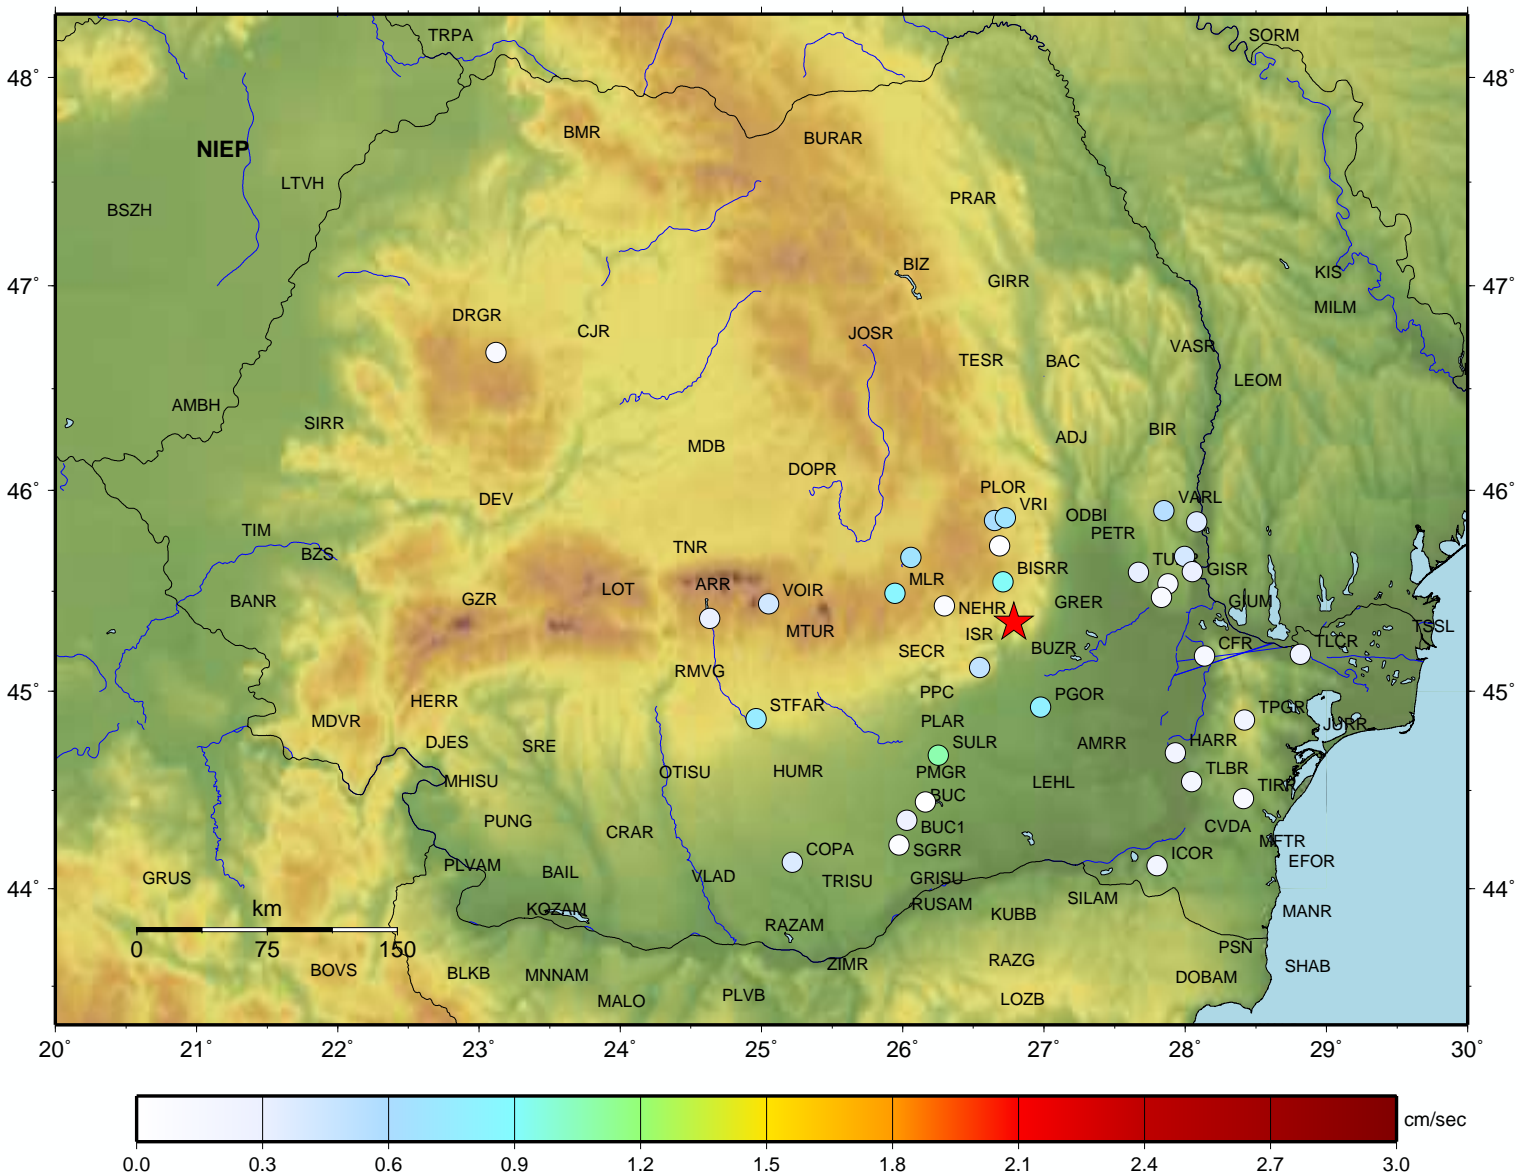 TRPA
SORM
48°
48°
BMR
BURAR
NIEP
LTVH
PRAR
BSZH
BIZ
KIS
47°
GIRR
47°
MILM
DRGR
CJR
JOSR
VASR
TESR
BAC
LEOM
AMBH
SIRR
BIR
MDB
ADJ
DOPR
46°
DEV
PLOR
VARL
46°
VRI
ODBI
TIM
PETR
BZS
TNR
BISRR
GISR
ARR
VOIR
MLR
LOT
BANR
GZR
NEHR
GRER
GIUM
MTUR
ISR
TSSL
SECR
BUZR
CFR
TLCR
RMVG
45°
PPC
PGOR
45°
HERR
STFAR
TPGR
MDVR
PLAR
JURR
DJES
SRE
SULR
AMRR
HARR
OTISU
HUMR
PMGR
TLBR
MHISU
LEHL
TIRR
BUC
PUNG
CRAR
BUC1
CVDA
COPA
SGRR
ICOR
MFTR
PLVAM
EFOR
GRUS
BAIL
VLAD
TRISU
GRISU
44°
44°
km
KOZAM
RUSAM
SILAM
KUBB
MANR
RAZAM
0
75
150
PSN
BOVS
BLKB
MNNAM
ZIMR
RAZG
SHAB
DOBAM
MALO
PLVB
LOZB
20°
21°
22°
23°
24°
25°
26°
27°
28°
29°
30°
cm/sec
0.0
0.3
0.6
0.9
1.2
1.5
1.8
2.1
2.4
2.7
3.0